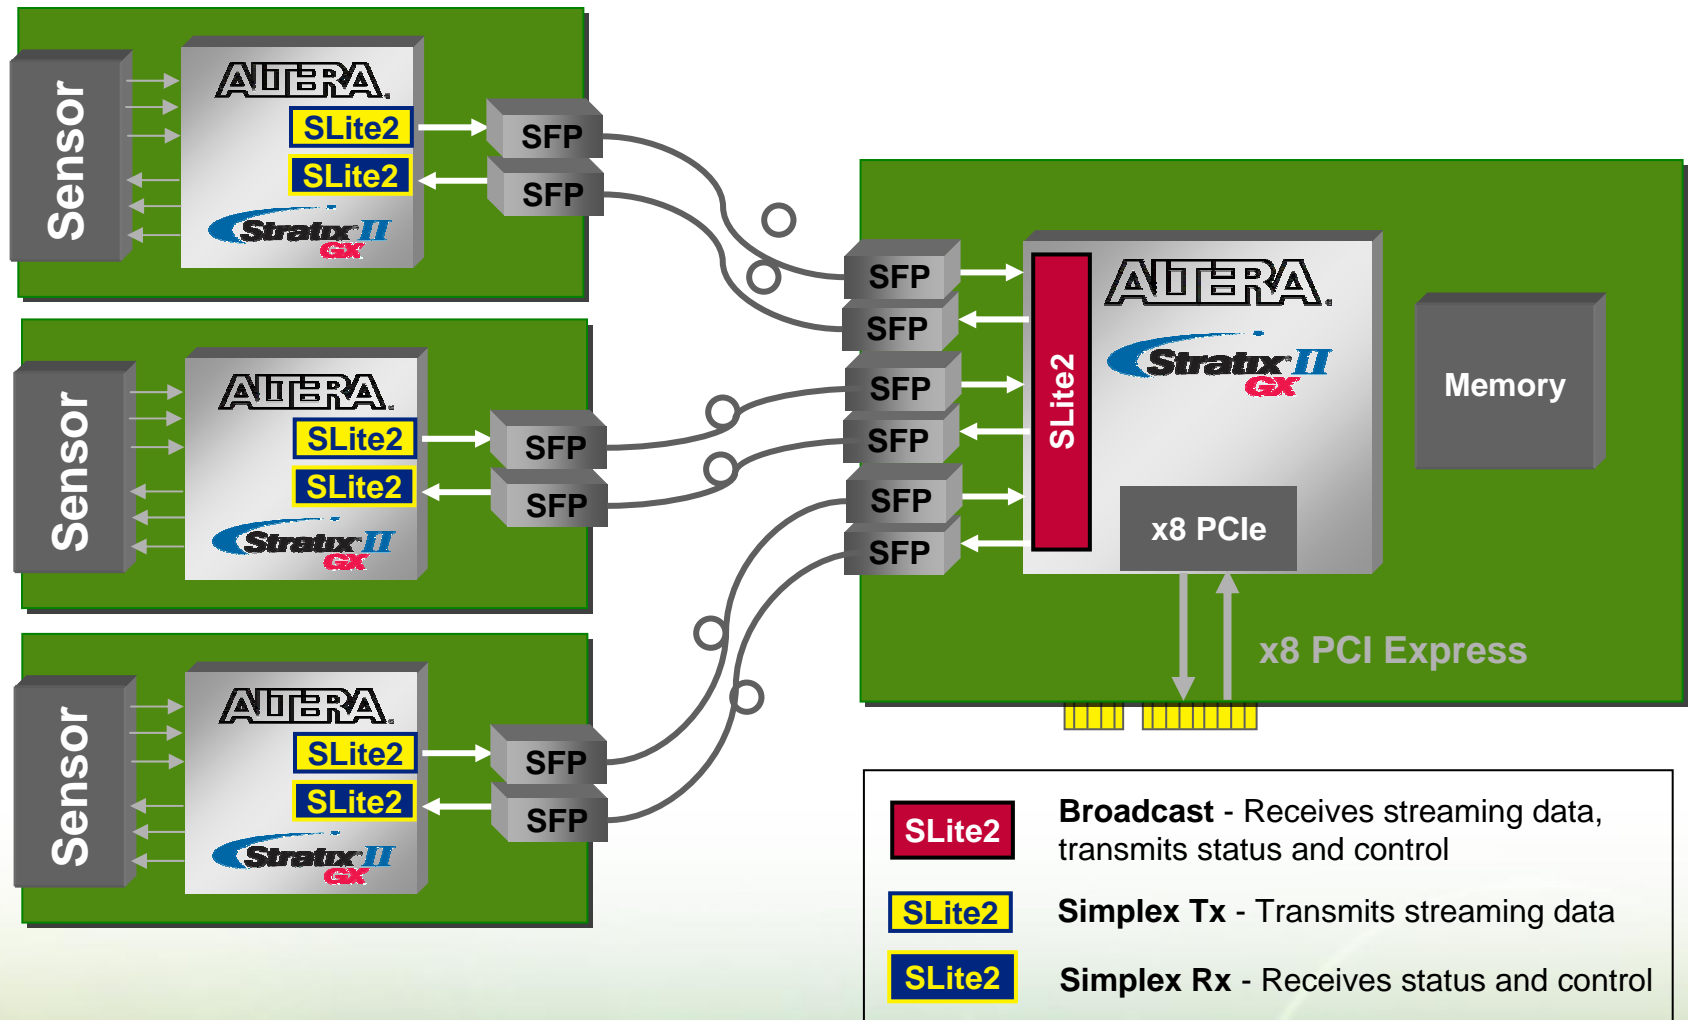 Sensor
ALTERA.
SLite2
SLite2
Stratix II
GX
SFP
SFP
Sensor
ALTERA.
SLite2
SLite2
Stratix II
GX
SFP
SFP
Sensor
ALTERA.
SLite2
SLite2
Stratix II
GX
SFP
SFP
SFP
SFP
SFP
SFP
SFP
SFP
SLite2
ALTERA.
Stratix II
GX
x8 PCIe
Memory
x8 PCI Express
SLite2
Broadcast - Receives streaming data,
transmits status and control
SLite2
Simplex Tx - Transmits streaming data
SLite2
Simplex Rx - Receives status and control